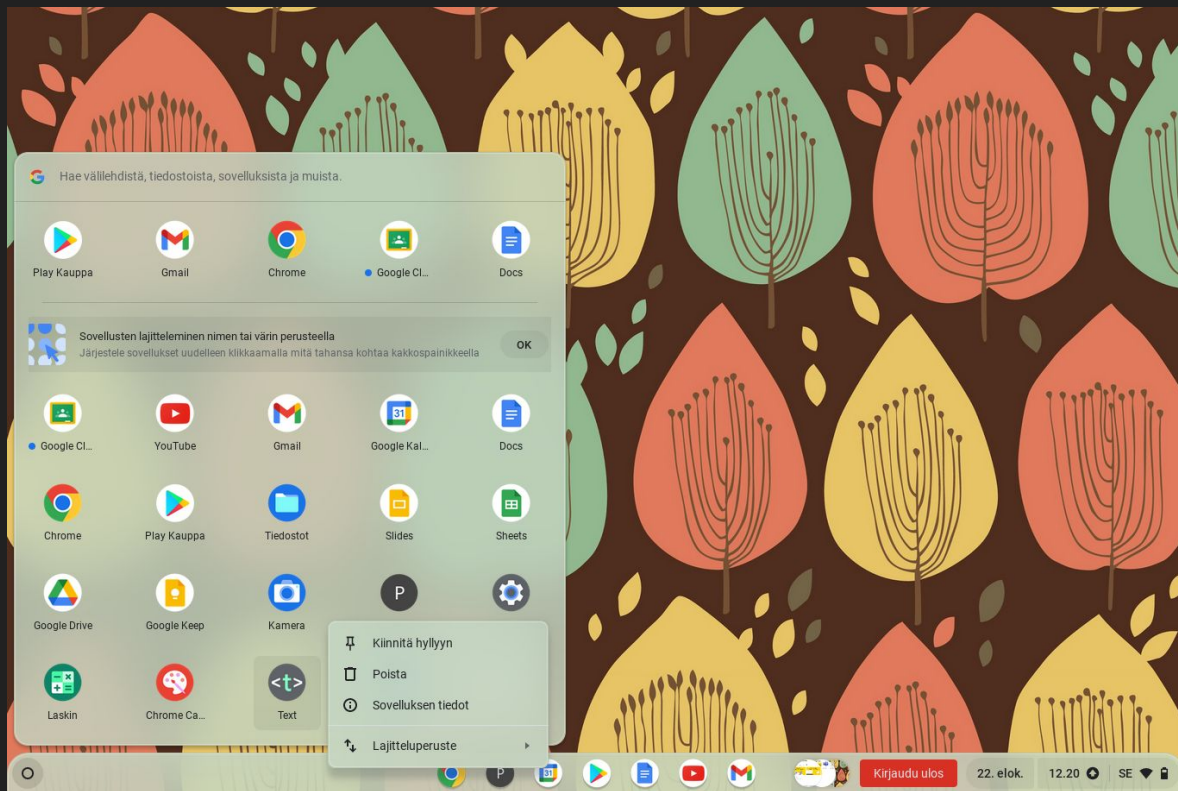 Hae välilehdistä, tiedostoista, sovelluksista ja muista.
Play Kauppa
Gmail
Chrome
Google Cl...
Docs
Sovellusten lajitteleminen nimen tai värin perusteella
Järjestele sovellukset uudelleen klikkaamalla mitä tahansa kohtaa kakkospainikkeella
OK
31
Google Cl...
YouTube
Gmail
Google Kal...
Docs
Chrome
Play Kauppa
Tiedostot
Slides
Sheets
P
Google Drive
Google Keep
Kamera
Kiinnitä hyllyyn
Poista
Sovelluksen tiedot
Lajitteluperuste
<t>
Laskin
Chrome Ca...
Text
P
31
Kirjaudu ulos
22. elok.
12.20
SE